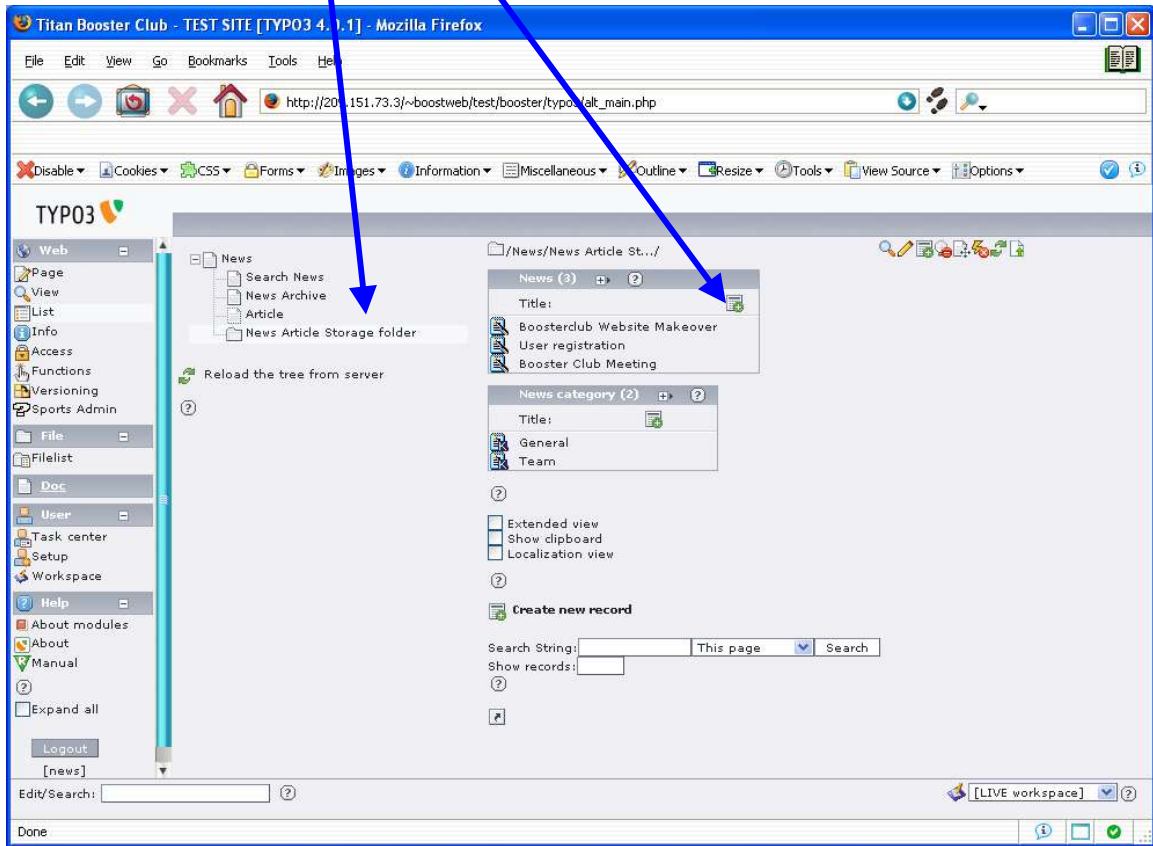 Titan Booster Club - TEST SITE [TYPO3 4.0.1] - Mozilla Firefox
File Edit View Go Bookmarks Tools Help
http://209.151.73.3/~boostweb/test/booster/typo3/alt_main.php
Disable Cookies CSS Forms Images Information Miscellaneous Outline Resize Tools View Source Options
TYPO3
Web
Page
View
List
Info
Access
Functions
Versioning
Sports Admin
File
Filelist
Doc
User
Task center
Setup
Workspace
Help
About modules
About
Manual
Expand all
Logout
[news]
News
Search News
News Archive
Article
News Article Storage folder
Reload the tree from server
/News/News Article St.../
News (3)
Title:
Boosterclub Website Makeover
User registration
Booster Club Meeting
News category (2)
Title:
General
Team
Extended view
Show clipboard
Localization view
Create new record
Search String: This page Search
Show records:
Edit/Search: [LIVE workspace]
Done